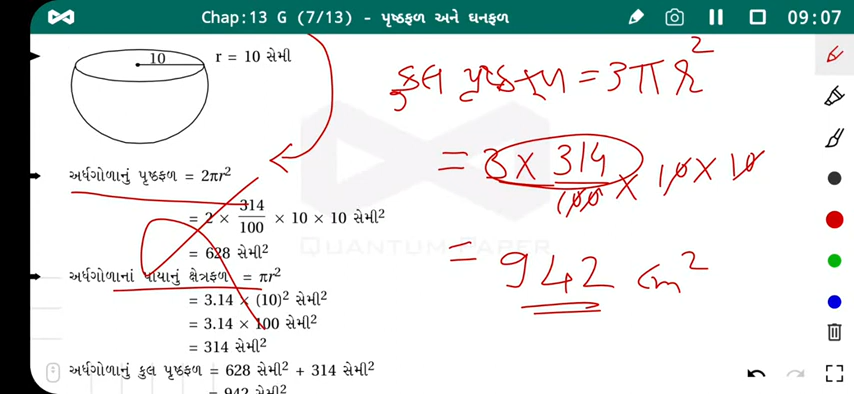 Chap:13 G (7/13) - પૃષ્ઠફળ અને ઘનફળ
09:07
10
r = 10 સેમી
કુલ પૃષ્ઠફળ = 3πr²
= 3 × 314/100 × 10 × 10
= 942 cm²
અર્ધગોળાનું પૃષ્ઠફળ = 2πr²
= 2 × 314/100 × 10 × 10 સેમી²
= 628 સેમી²
અર્ધગોળાનાં પાયાનું ક્ષેત્રફળ = πr²
= 3.14 × (10)² સેમી²
= 3.14 × 100 સેમી²
= 314 સેમી²
અર્ધગોળાનું કુલ પૃષ્ઠફળ = 628 સેમી² + 314 સેમી²
= 942 સેમી²
QUANTUM PAPER